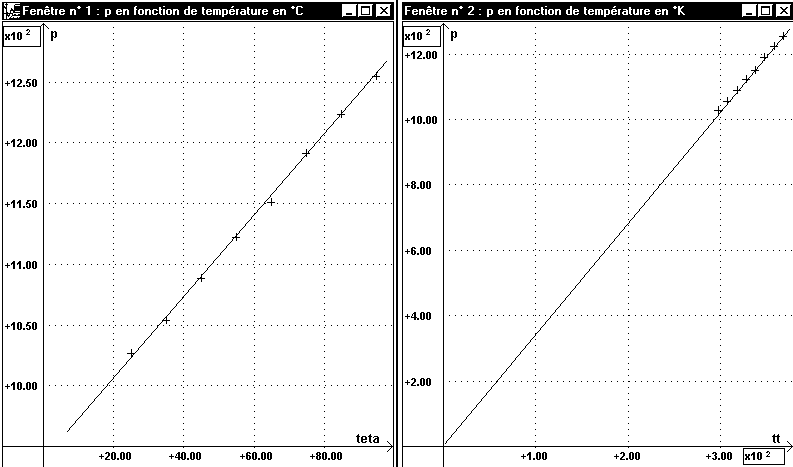 Fenêtre n° 1 : p en fonction de température en °C
x10 2
p
+12.50
+12.00
+11.50
+11.00
+10.50
+10.00
teta
+20.00 +40.00 +60.00 +80.00
Fenêtre n° 2 : p en fonction de température en °K
x10 2
p
+12.00
+10.00
+8.00
+6.00
+4.00
+2.00
tt
+1.00 +2.00 +3.00 x10 2